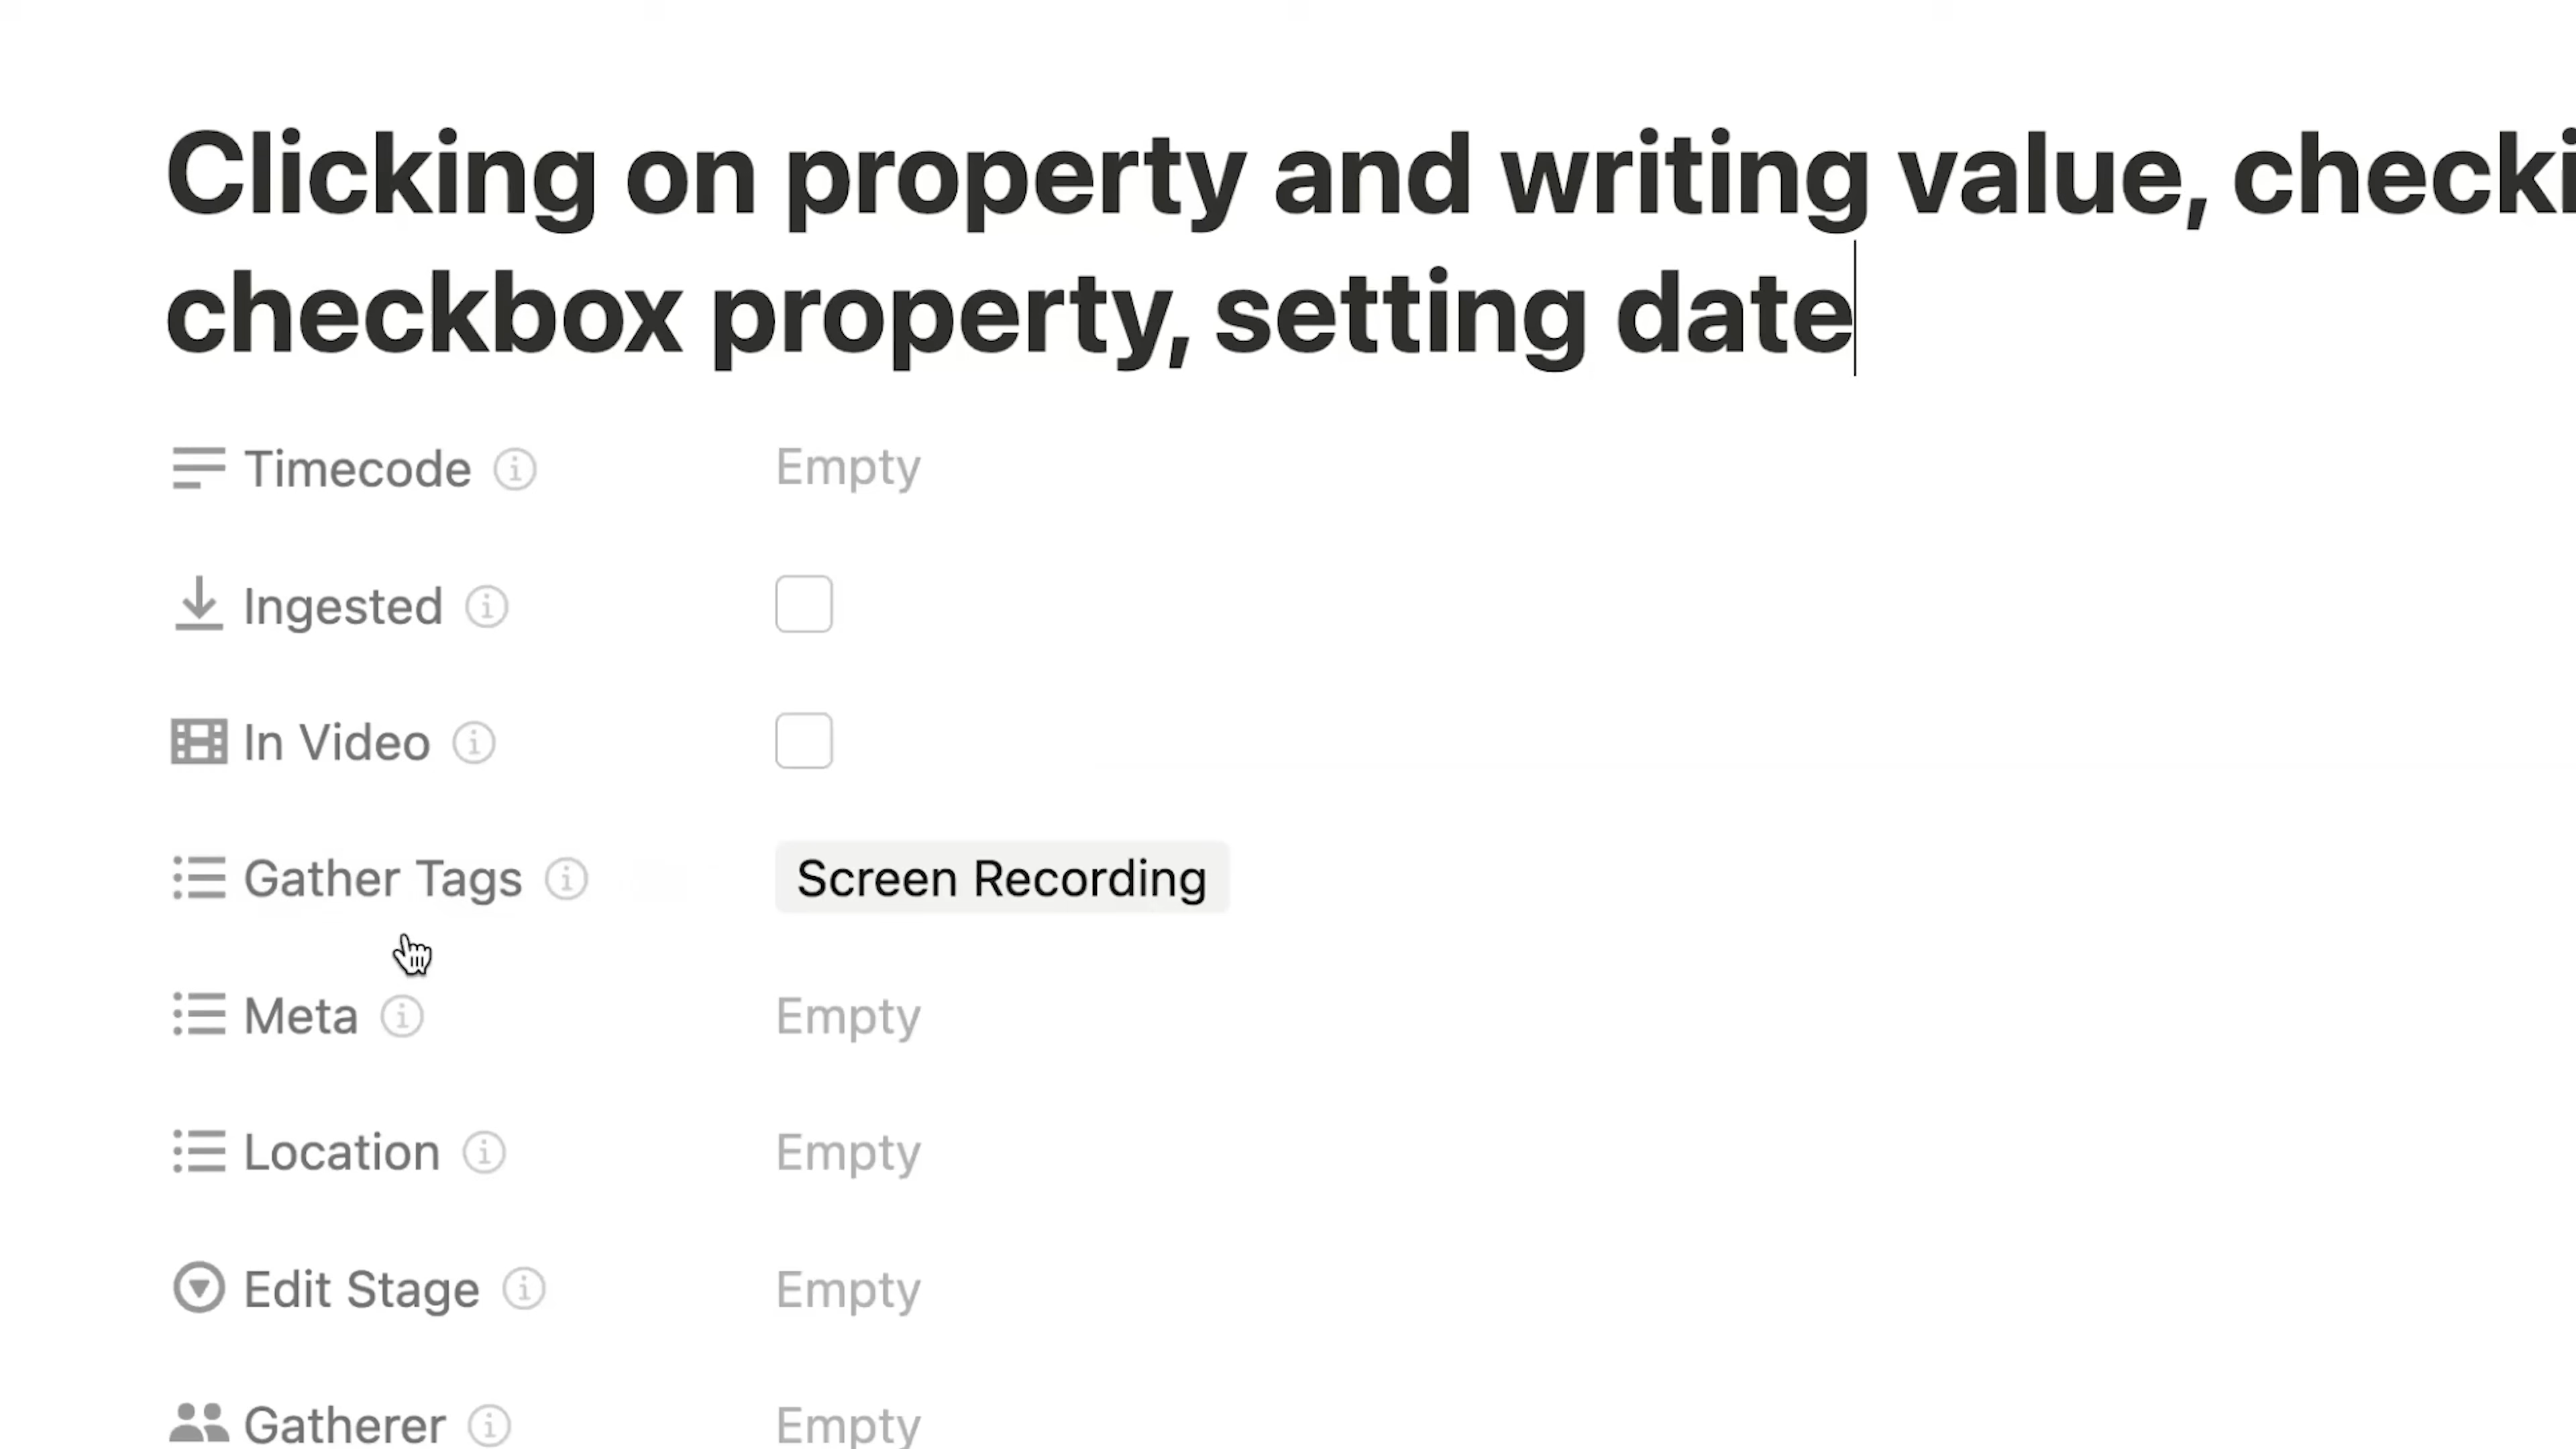 Clicking on property and writing value, checki
checkbox property, setting date
Timecode Empty
Ingested
In Video
Gather Tags Screen Recording
Meta Empty
Location Empty
Edit Stage Empty
Gatherer Empty